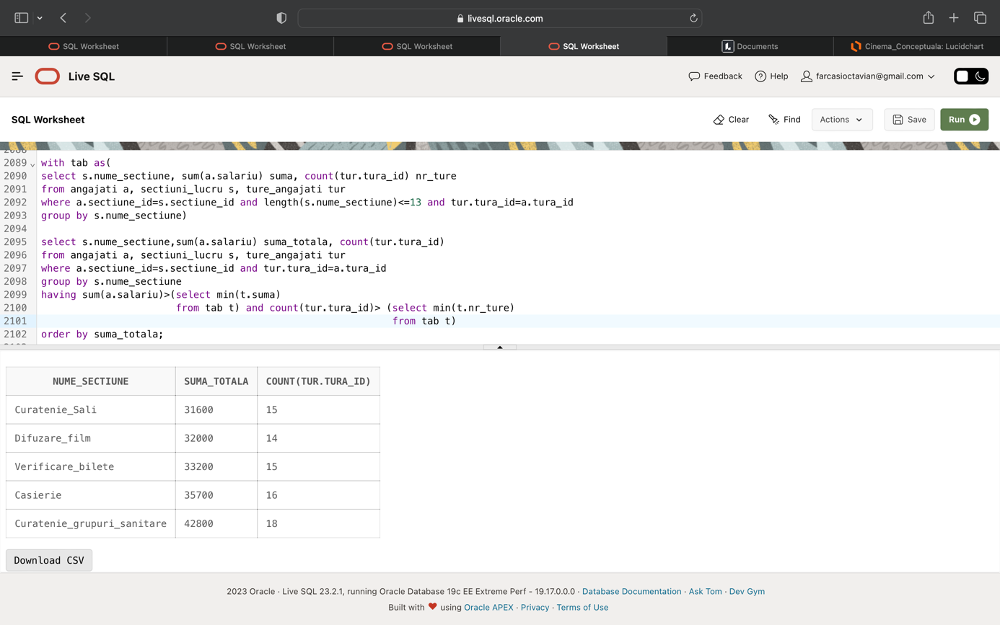 livesql.oracle.com
SQL Worksheet
SQL Worksheet
SQL Worksheet
SQL Worksheet
Documents
Cinema_Conceptuala: Lucidchart
Live SQL
Feedback
Help
farcasioctavian@gmail.com
SQL Worksheet
Clear
Find
Actions
Save
Run
2089 with tab as(
2090 select s.nume_sectiune, sum(a.salariu) suma, count(tur.tura_id) nr_ture
2091 from angajati a, sectiuni_lucru s, ture_angajati tur
2092 where a.sectiune_id=s.sectiune_id and length(s.nume_sectiune)<=13 and tur.tura_id=a.tura_id
2093 group by s.nume_sectiune)
2094
2095 select s.nume_sectiune,sum(a.salariu) suma_totala, count(tur.tura_id)
2096 from angajati a, sectiuni_lucru s, ture_angajati tur
2097 where a.sectiune_id=s.sectiune_id and tur.tura_id=a.tura_id
2098 group by s.nume_sectiune
2099 having sum(a.salariu)>(select min(t.suma)
2100 from tab t) and count(tur.tura_id)> (select min(t.nr_ture)
2101 from tab t)
2102 order by suma_totala;
NUME_SECTIUNE SUMA_TOTALA COUNT(TUR.TURA_ID)
Curatenie_Sali 31600 15
Difuzare_film 32000 14
Verificare_bilete 33200 15
Casierie 35700 16
Curatenie_grupuri_sanitare 42800 18
Download CSV
2023 Oracle · Live SQL 23.2.1, running Oracle Database 19c EE Extreme Perf - 19.17.0.0.0 · Database Documentation · Ask Tom · Dev Gym
Built with ❤ using Oracle APEX · Privacy · Terms of Use